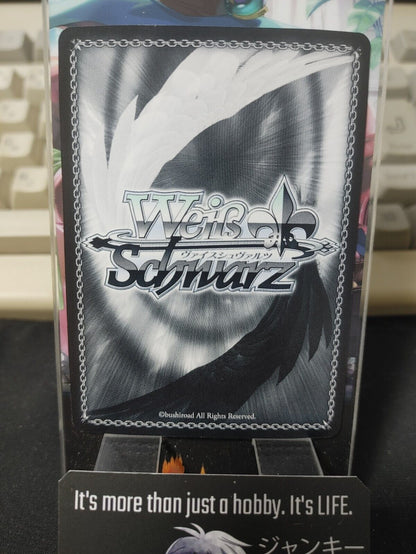 Weiß
ヴァイスシュヴァルツ
Schwarz
©bushiroad All Rights Reserved.
It's more than just a hobby. It's LIFE.
ジャンキー